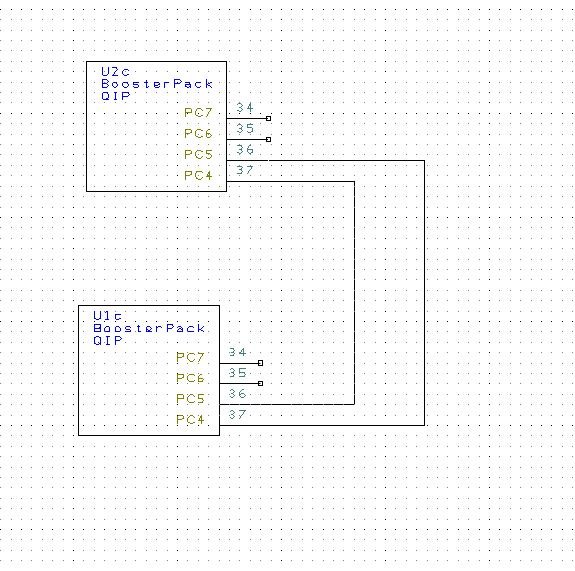 U2c
BoosterPack
QIP
PC7 34
PC6 35
PC5 36
PC4 37
U1c
BoosterPack
QIP
PC7 34
PC6 35
PC5 36
PC4 37